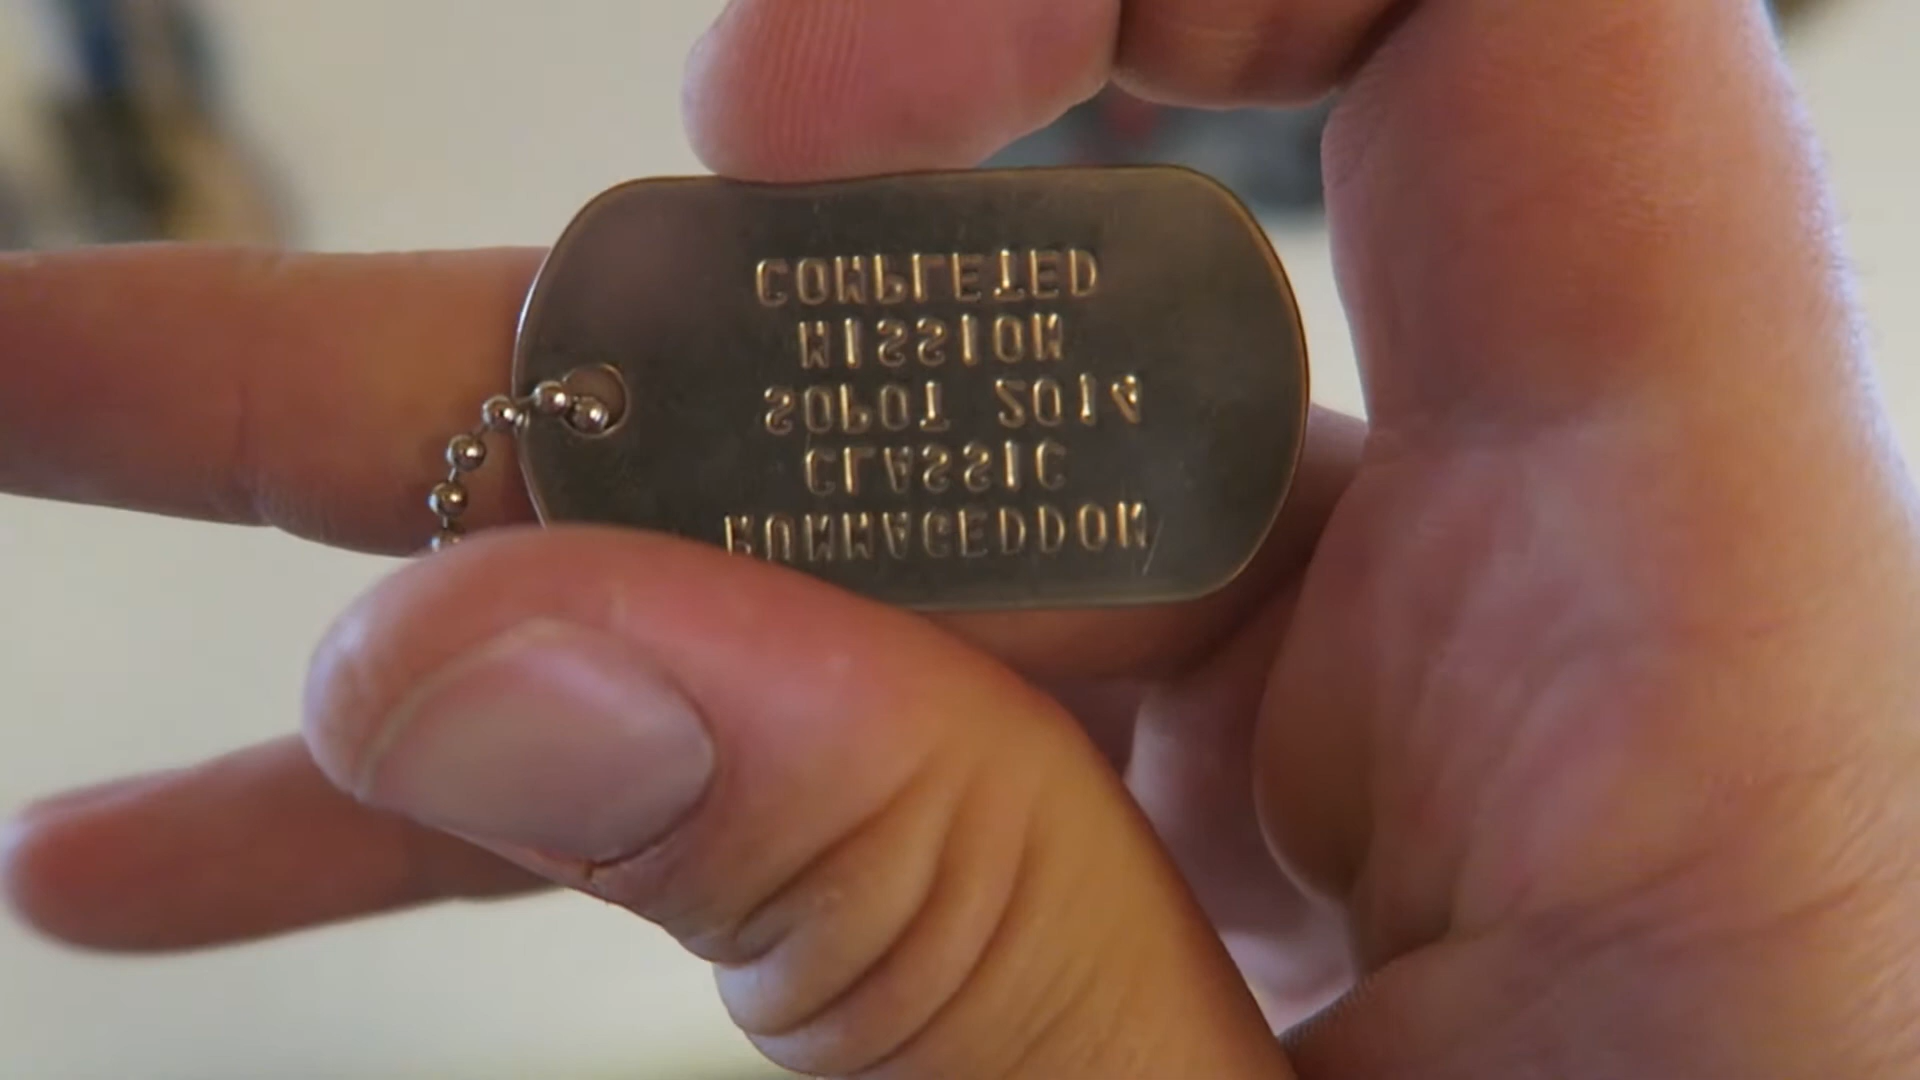 RUNMAGEDDON
CLASSIC
SOPOT 2014
MISSION
COMPLETED